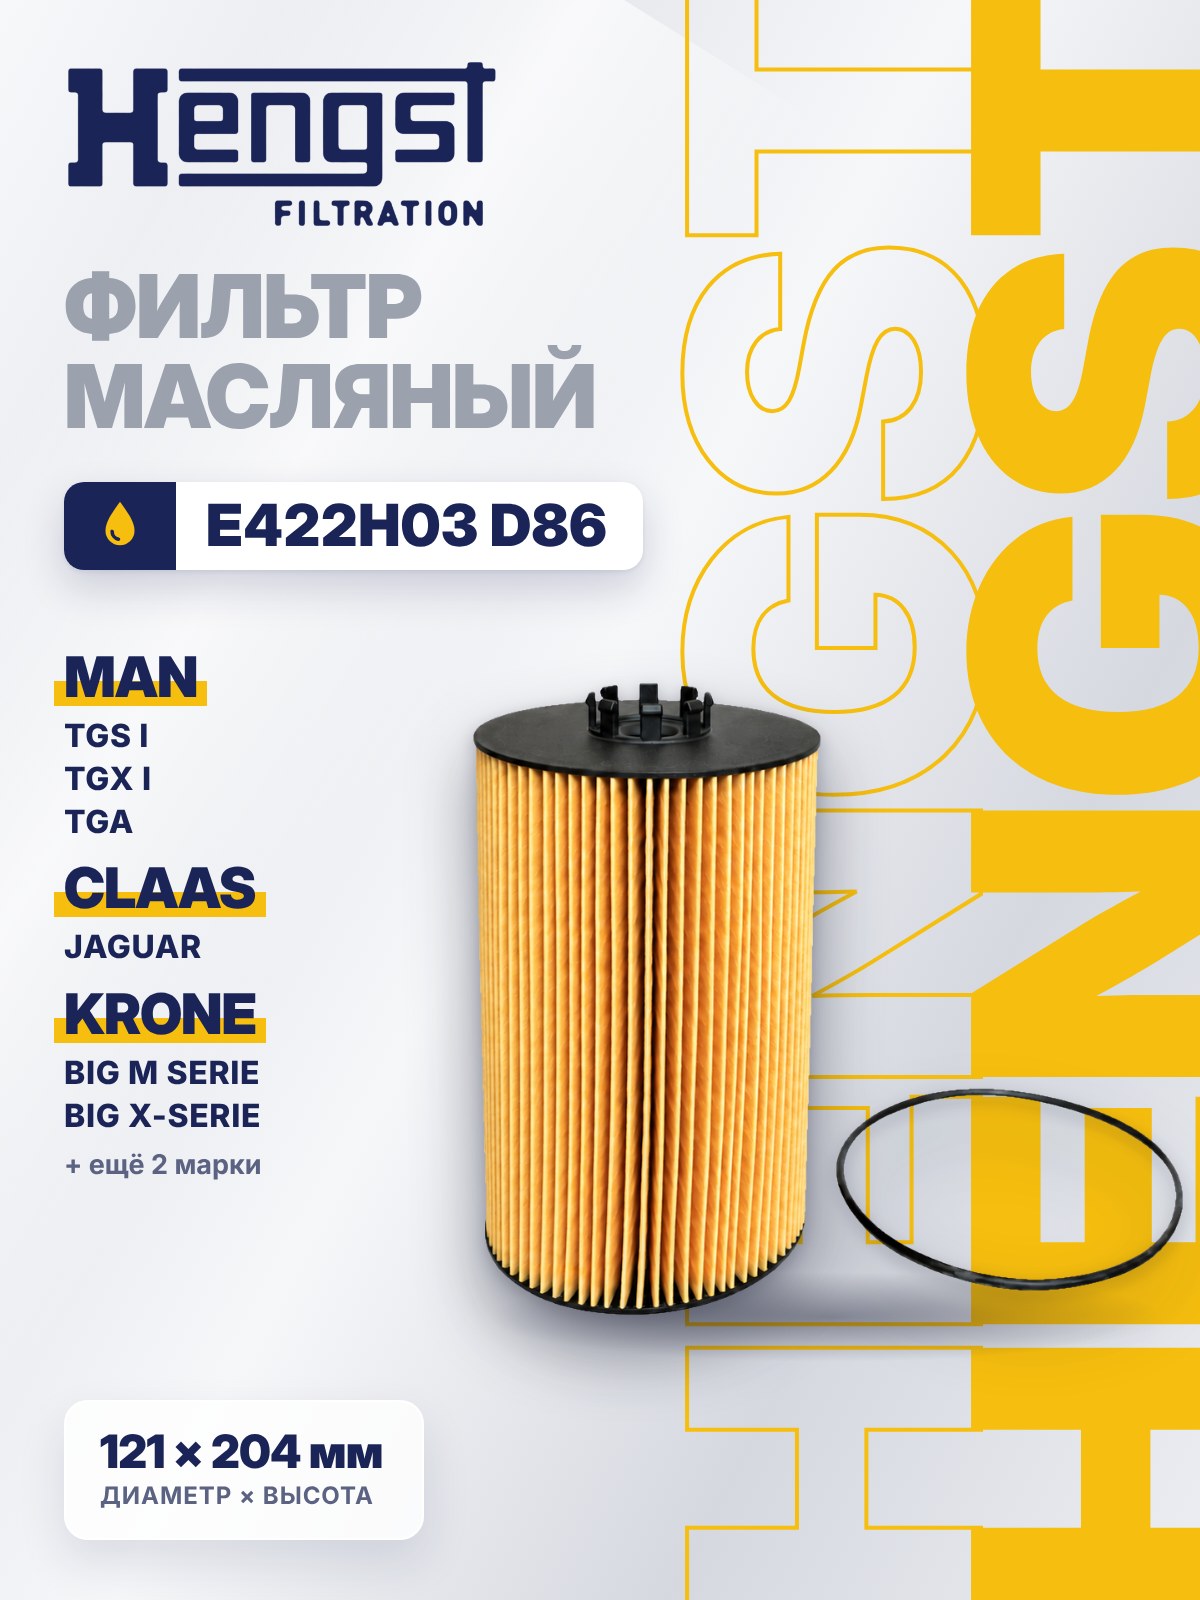 Hengst
FILTRATION
ФИЛЬТР
МАСЛЯНЫЙ
E422H03 D86
MAN
TGS I
TGX I
TGA
CLAAS
JAGUAR
KRONE
BIG M SERIE
BIG X-SERIE
+ ещё 2 марки
121 × 204 мм
ДИАМЕТР × ВЫСОТА
HENGST
HENGST